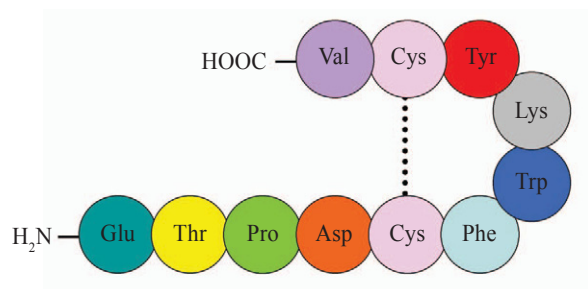 HOOC Val Cys Tyr
Lys
Trp
H₂N Glu Thr Pro Asp Cys Phe